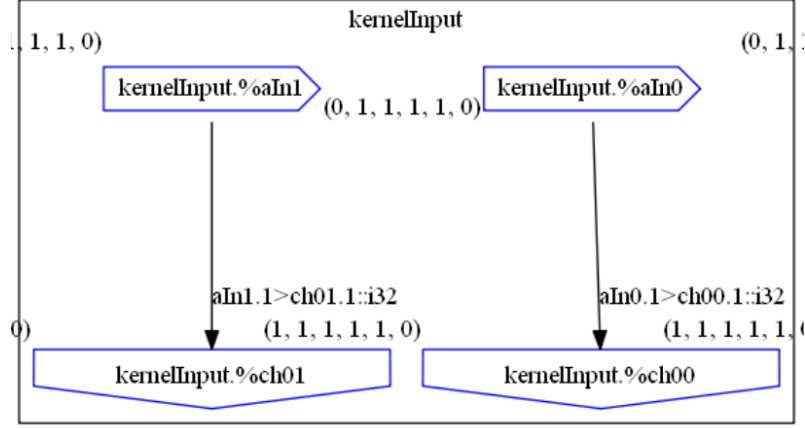 kernelInput
, 1, 1, 0)
(0, 1, 1
kernelInput.%aIn1
kernelInput.%aIn0
(0, 1, 1, 1, 1, 0)
aIn1.1>ch01.1::i32
aIn0.1>ch00.1::i32
0)
(1, 1, 1, 1, 1, 0)
(1, 1, 1, 1, 1, 0
kernelInput.%ch01
kernelInput.%ch00